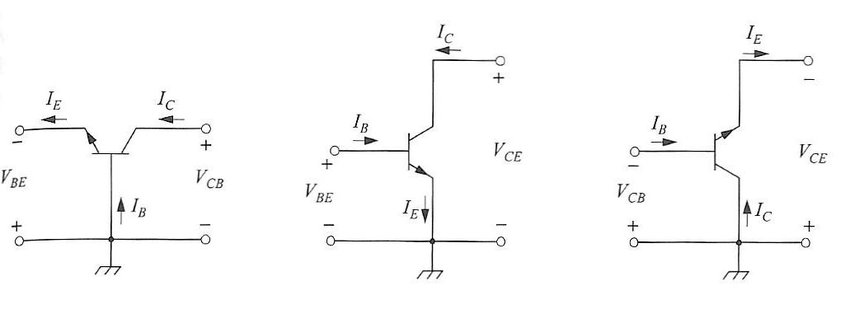 I_E I_C
− +
V_BE V_CB
I_B
+ −
I_C
+
I_B
+
V_BE V_CE
I_E
− −
I_E
−
I_B
−
V_CB V_CE
I_C
+ +